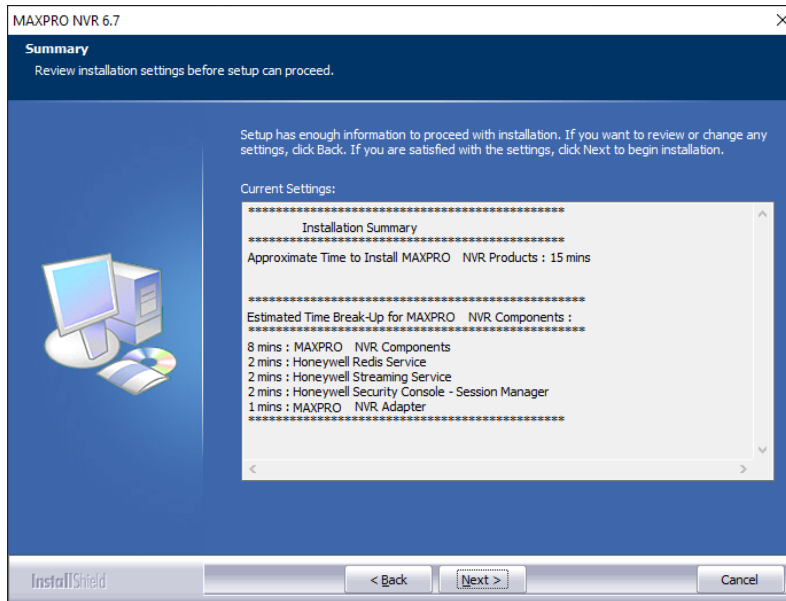 MAXPRO NVR 6.7
Summary
Review installation settings before setup can proceed.
Setup has enough information to proceed with installation. If you want to review or change any
settings, click Back. If you are satisfied with the settings, click Next to begin installation.
Current Settings:
**********************************************
Installation Summary
**********************************************
Approximate Time to Install MAXPRO NVR Products : 15 mins
*************************************************
Estimated Time Break-Up for MAXPRO NVR Components :
*************************************************
8 mins : MAXPRO NVR Components
2 mins : Honeywell Redis Service
2 mins : Honeywell Streaming Service
2 mins : Honeywell Security Console - Session Manager
1 mins : MAXPRO NVR Adapter
**********************************************
InstallShield
< Back
Next >
Cancel